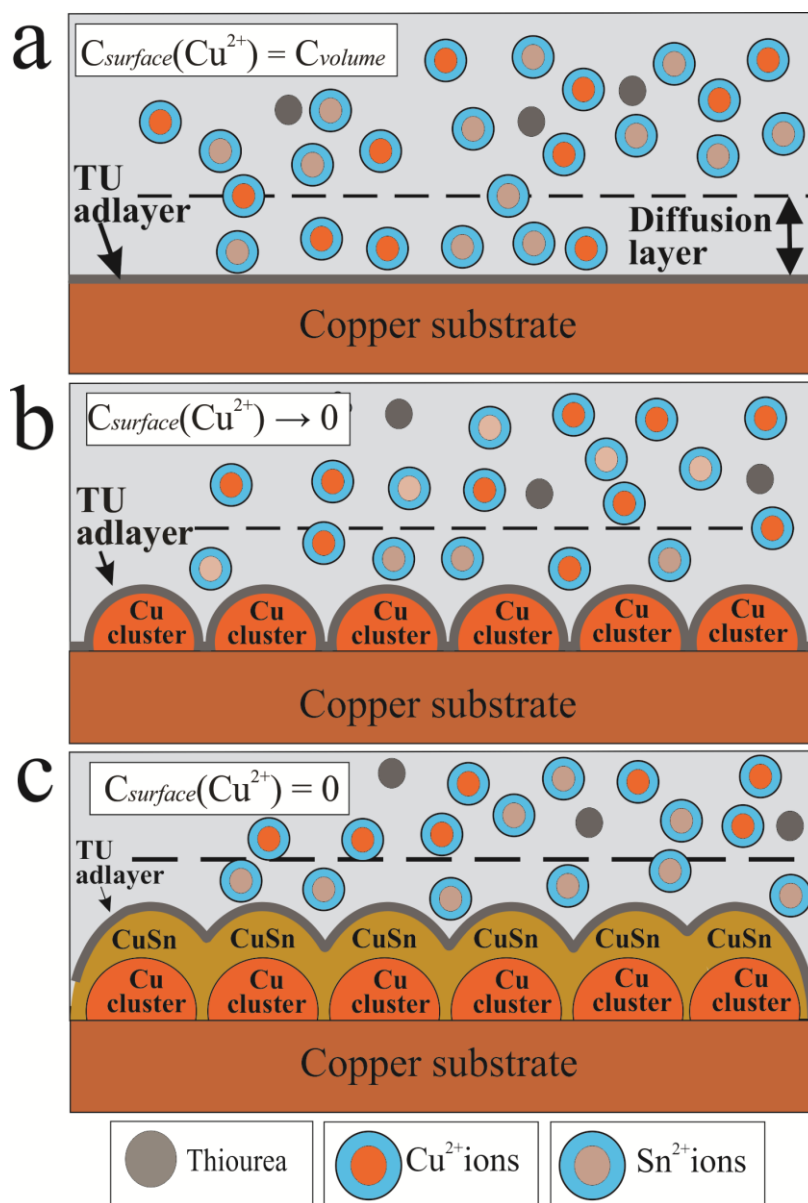 a
Csurface(Cu²⁺) = Cvolume
TU
adlayer
Diffusion
layer
Copper substrate
b
Csurface(Cu²⁺) → 0
TU
adlayer
Cu
cluster
Cu
cluster
Cu
cluster
Cu
cluster
Cu
cluster
Cu
cluster
Copper substrate
c
Csurface(Cu²⁺) = 0
TU
adlayer
CuSn
CuSn
CuSn
CuSn
CuSn
CuSn
Cu
cluster
Cu
cluster
Cu
cluster
Cu
cluster
Cu
cluster
Cu
cluster
Copper substrate
Thiourea
Cu²⁺ions
Sn²⁺ions